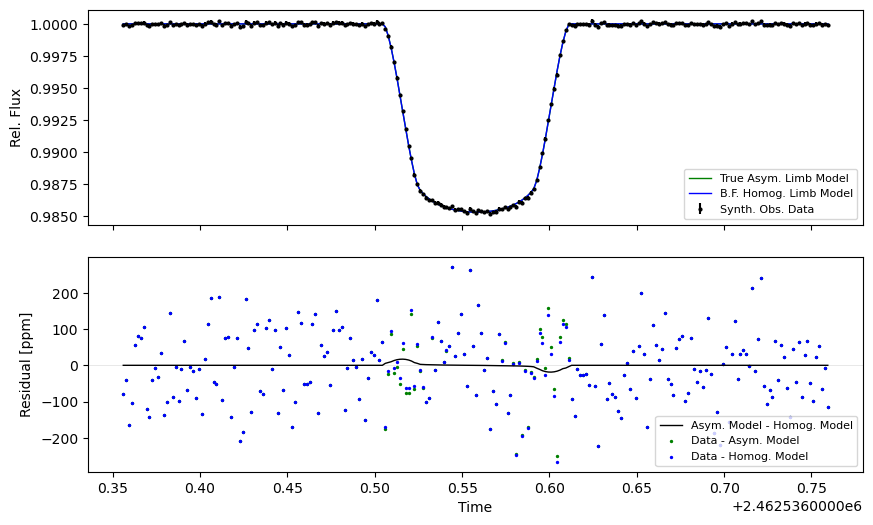 1.0000
0.9975
0.9950
0.9925
0.9900
0.9875
0.9850
Rel. Flux
True Asym. Limb Model
B.F. Homog. Limb Model
Synth. Obs. Data
200
100
0
−100
−200
Residual [ppm]
Asym. Model - Homog. Model
Data - Asym. Model
Data - Homog. Model
0.35 0.40 0.45 0.50 0.55 0.60 0.65 0.70 0.75
Time
+2.4625360000e6